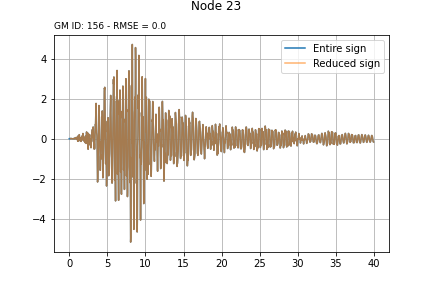 Node 23
GM ID: 156 - RMSE = 0.0
Entire sign
Reduced sign
4
2
0
−2
−4
0 5 10 15 20 25 30 35 40